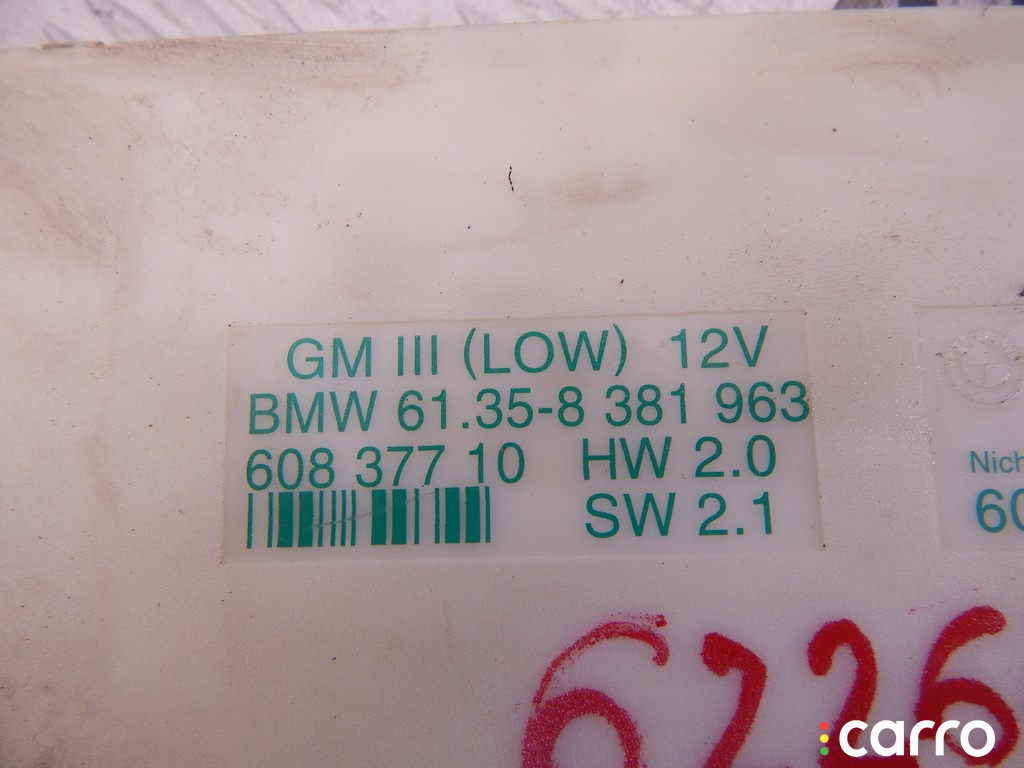 GM III (LOW) 12V
BMW 61.35-8 381 963
608 377 10 HW 2.0
SW 2.1
Nich
60
6226
carro